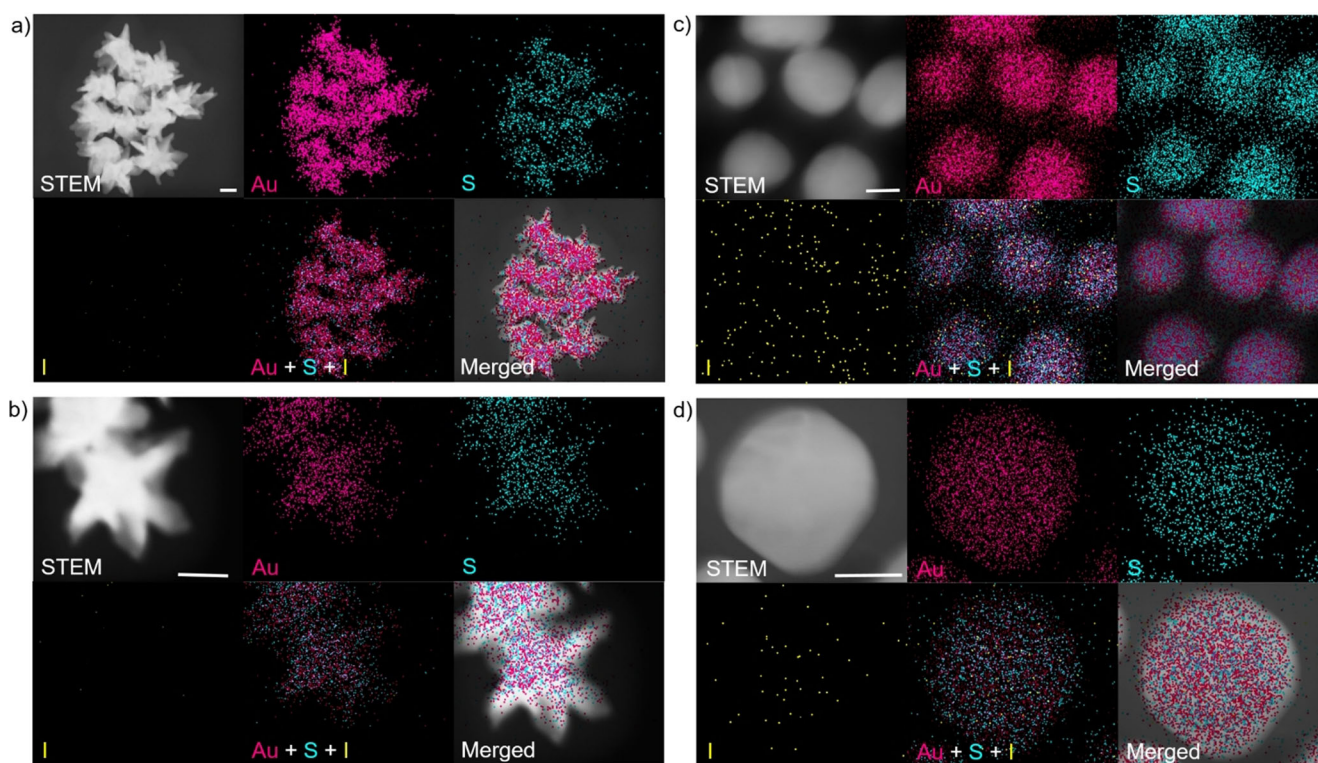 a)
STEM
Au
S
I
Au + S + I
Merged
c)
STEM
Au
S
I
Au + S + I
Merged
b)
STEM
Au
S
I
Au + S + I
Merged
d)
STEM
Au
S
I
Au + S + I
Merged